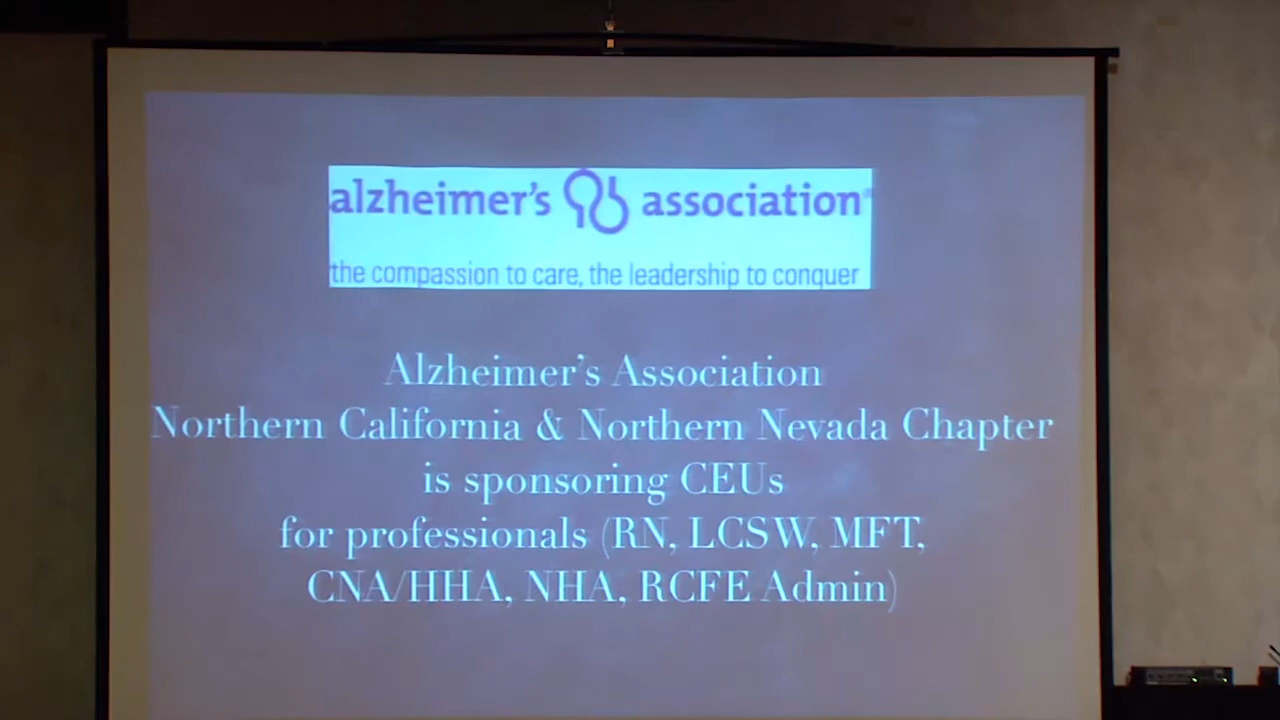 alzheimer's association®
the compassion to care, the leadership to conquer
Alzheimer's Association
Northern California & Northern Nevada Chapter
is sponsoring CEUs
for professionals (RN, LCSW, MFT,
CNA/HHA, NHA, RCFE Admin)